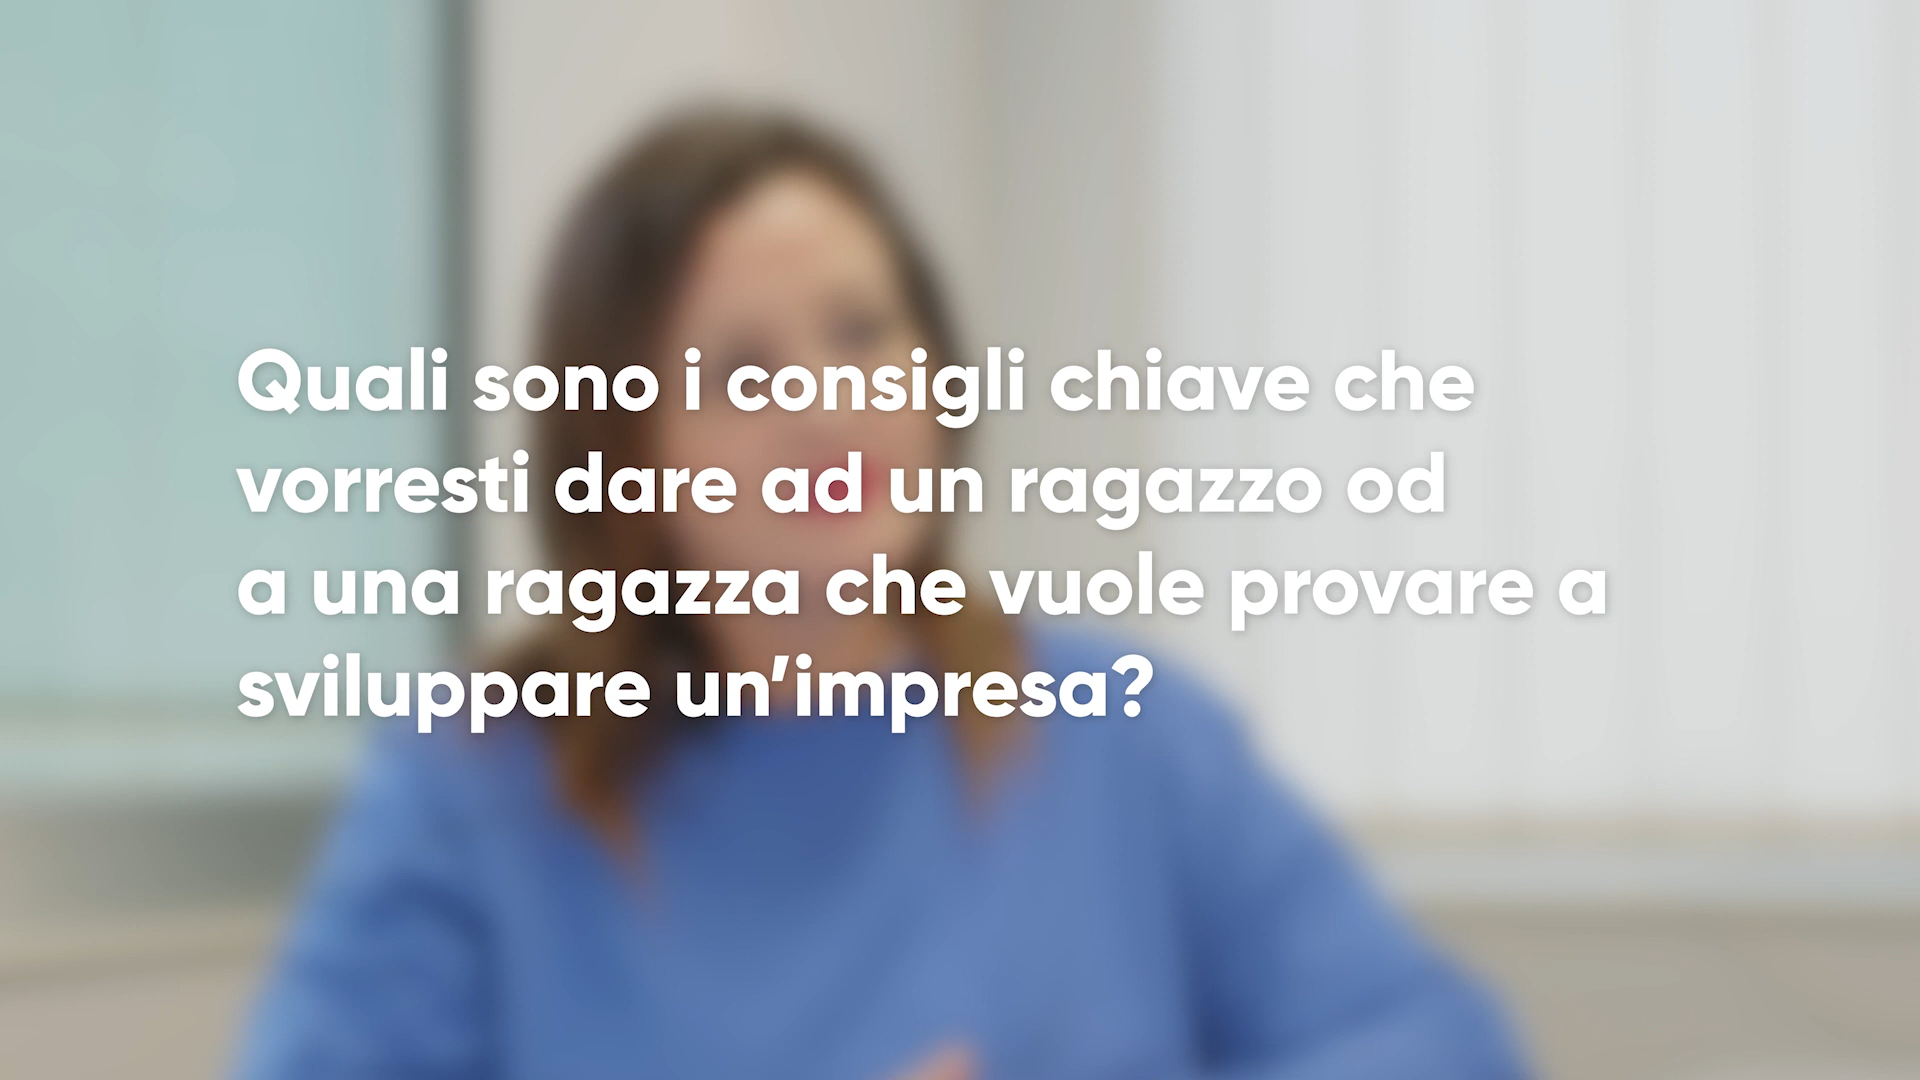 Quali sono i consigli chiave che
vorresti dare ad un ragazzo od
a una ragazza che vuole provare a
sviluppare un’impresa?